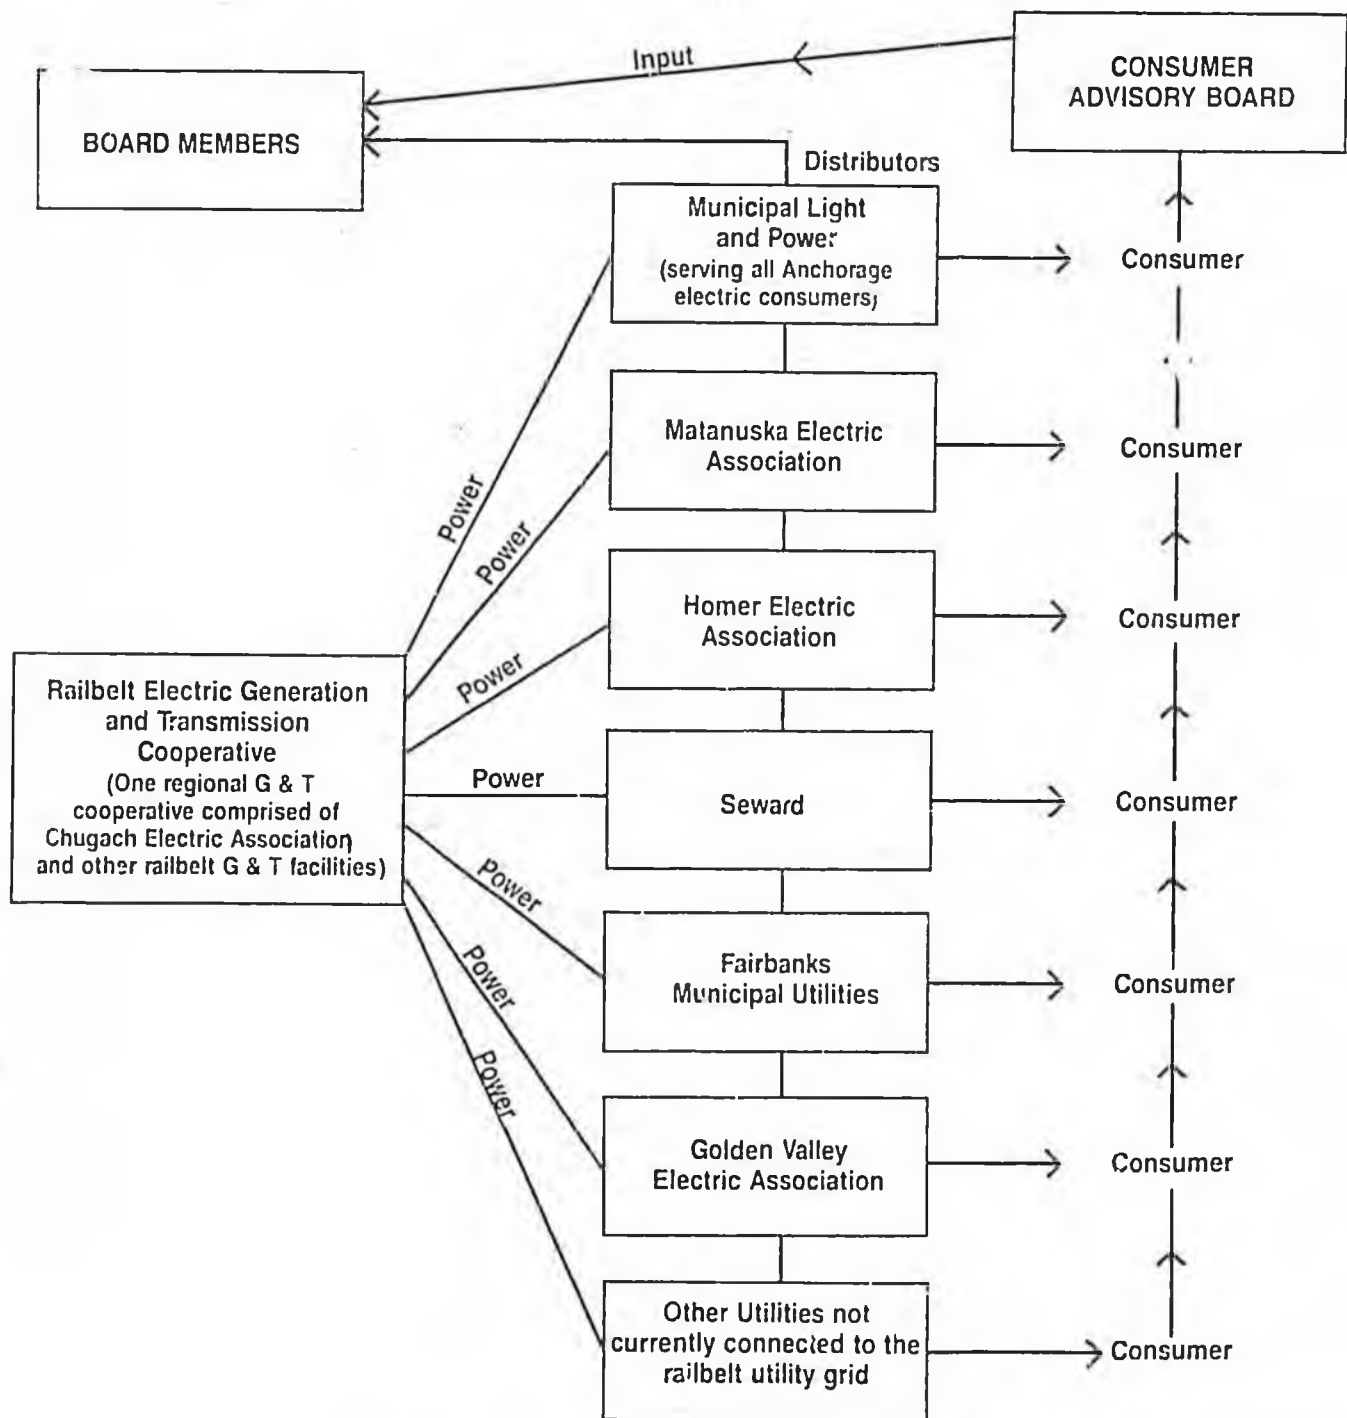 Input
CONSUMER
ADVISORY BOARD
BOARD MEMBERS
Distributors
Municipal Light
and Power
(serving all Anchorage
electric consumers)
Consumer
Matanuska Electric
Association
Consumer
Power
Power
Homer Electric
Association
Consumer
Power
Railbelt Electric Generation
and Transmission
Cooperative
(One regional G & T
cooperative comprised of
Chugach Electric Association
and other railbelt G & T facilities)
Power
Seward
Consumer
Power
Fairbanks
Municipal Utilities
Consumer
Power
Golden Valley
Electric Association
Consumer
Power
Other Utilities not
currently connected to the
railbelt utility grid
Consumer